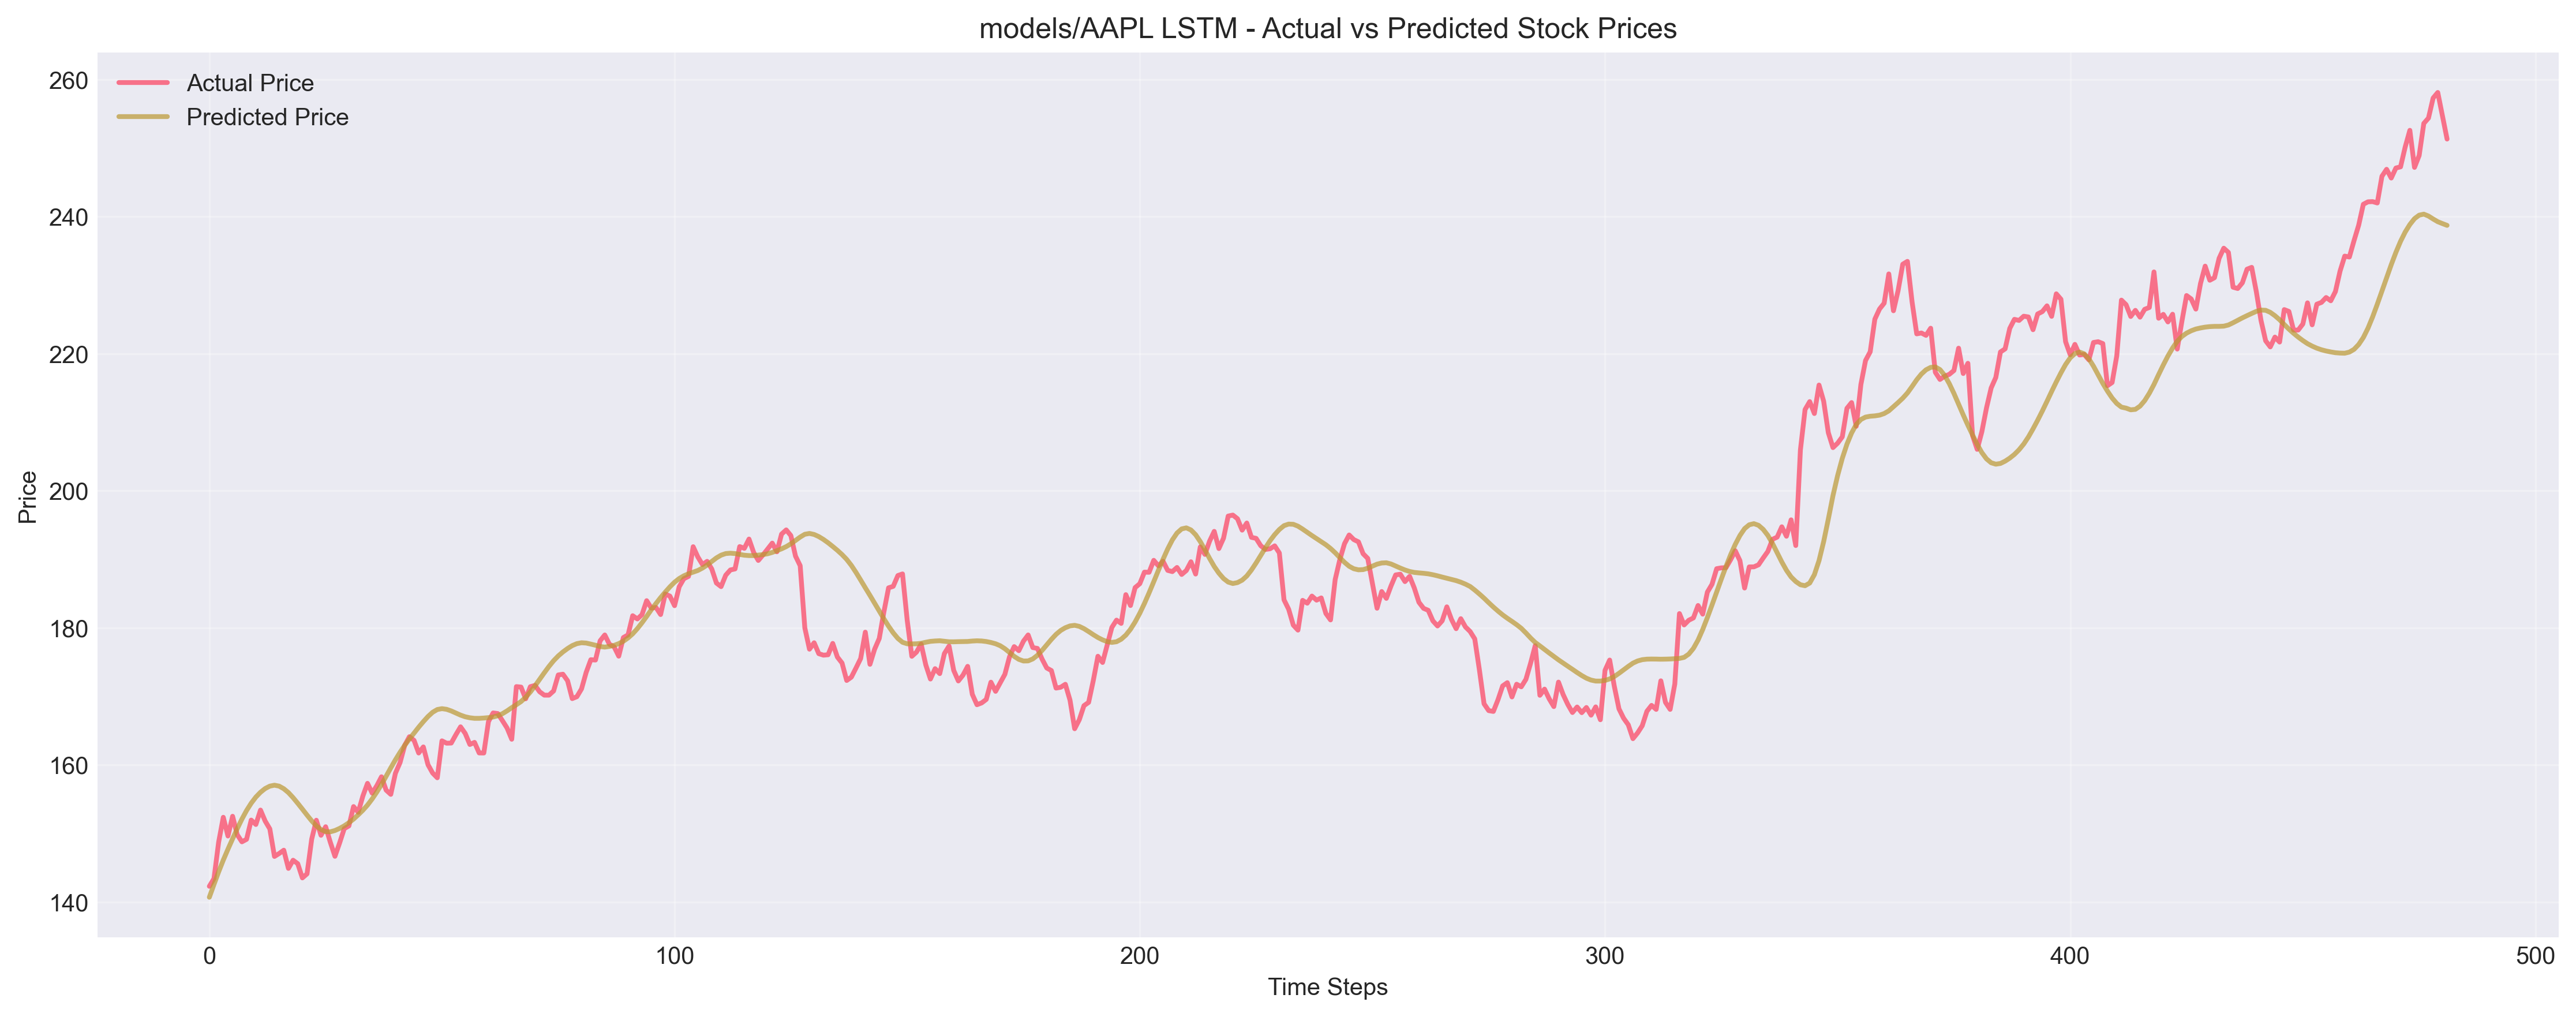 models/AAPL LSTM - Actual vs Predicted Stock Prices
Actual Price
Predicted Price
Price
260
240
220
200
180
160
140
0
100
200
300
400
500
Time Steps